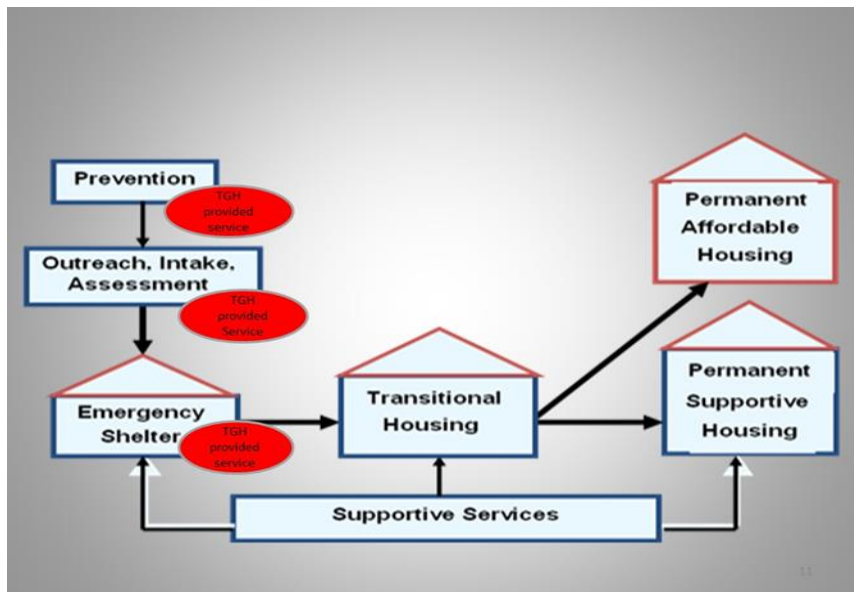 Prevention
TGH
provided
service
Outreach, Intake,
Assessment
TGH
provided
Service
Emergency
Shelter
TGH
provided
service
Transitional
Housing
Permanent
Affordable
Housing
Permanent
Supportive
Housing
Supportive Services
11